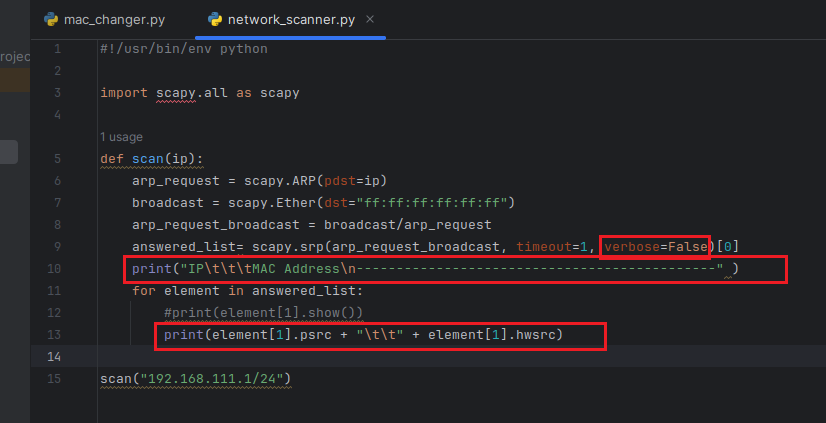 mac_changer.py network_scanner.py ×
rojec
1 #!/usr/bin/env python
2
3 import scapy.all as scapy
4
1 usage
5 def scan(ip):
6     arp_request = scapy.ARP(pdst=ip)
7     broadcast = scapy.Ether(dst="ff:ff:ff:ff:ff:ff")
8     arp_request_broadcast = broadcast/arp_request
9     answered_list= scapy.srp(arp_request_broadcast, timeout=1, verbose=False)[0]
10     print("IP\t\t\tMAC Address\n---------------------------------------------" )
11     for element in answered_list:
12         #print(element[1].show())
13         print(element[1].psrc + "\t\t" + element[1].hwsrc)
14
15 scan("192.168.111.1/24")